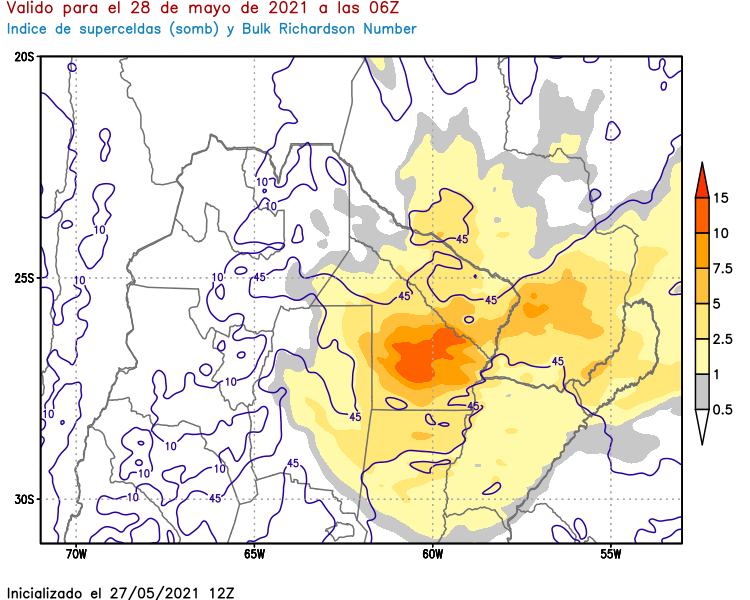 Valido para el 28 de mayo de 2021 a las 06Z
Indice de superceldas (somb) y Bulk Richardson Number
20S
10
10
15
10
45
10
25S
10
45
10
7.5
45
45
5
2.5
45
10
1
10
45
45
0.5
10
10
45
10
10
45
30S
70W
65W
60W
55W
Inicializado el 27/05/2021 12Z